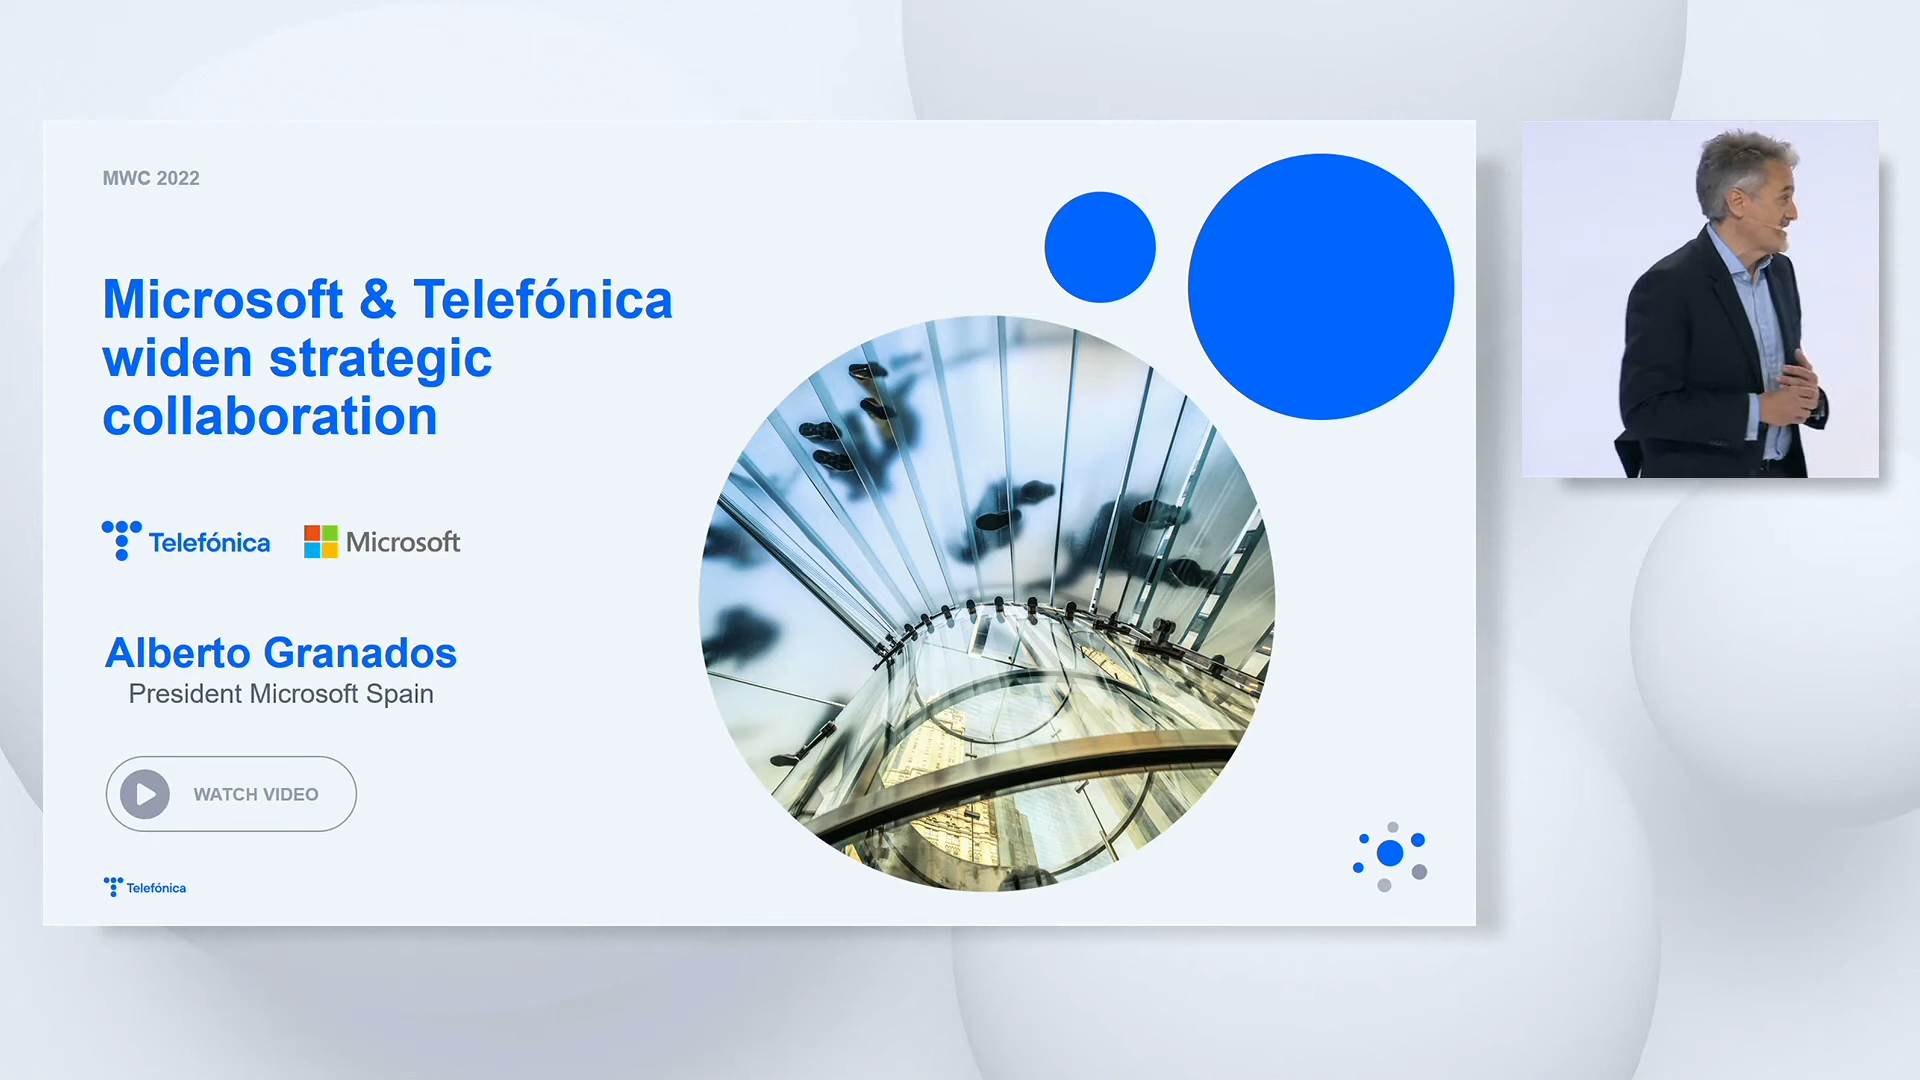 MWC 2022
Microsoft & Telefónica
widen strategic
collaboration
Telefónica
Microsoft
Alberto Granados
President Microsoft Spain
WATCH VIDEO
Telefónica